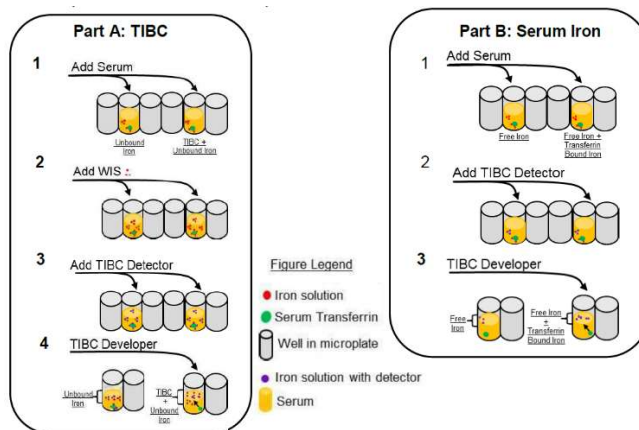 Part A: TIBC
1
Add Serum
Unbound
Iron
TIBC +
Unbound Iron
2
Add WIS
3
Add TIBC Detector
4
TIBC Developer
Unbound
Iron
TIBC
+
Unbound
Iron
Figure Legend
Iron solution
Serum Transferrin
Well in microplate
Iron solution with detector
Serum
Part B: Serum Iron
1
Add Serum
Free Iron
Free Iron +
Transferrin
Bound Iron
2
Add TIBC Detector
3
TIBC Developer
Free
Iron
Free Iron
+
Transferrin
Bound Iron